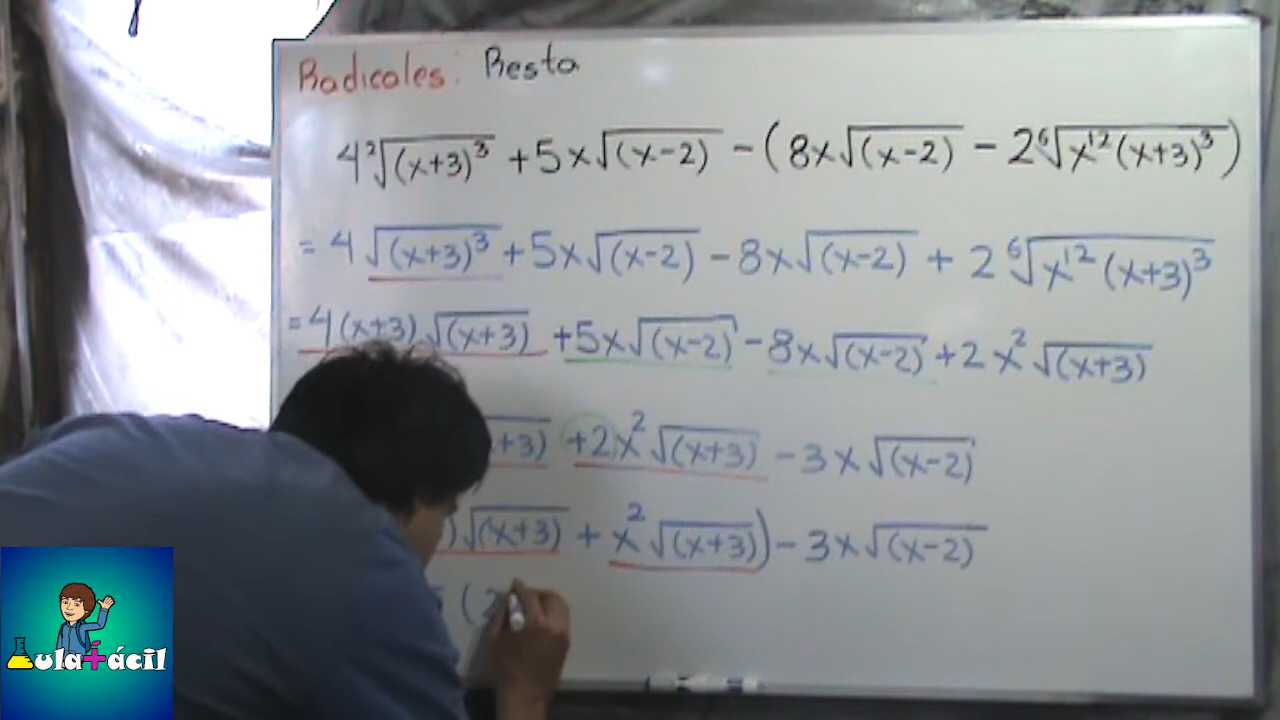 Radicales: Resta
4 ²√(x+3)³ + 5x√(x-2) - (8x√(x-2) - 2 ⁶√x¹²(x+3)³)
= 4 √(x+3)³ + 5x√(x-2) - 8x√(x-2) + 2 ⁶√x¹²(x+3)³
= 4(x+3)√(x+3) + 5x√(x-2) - 8x√(x-2) + 2x²√(x+3)
+3) + 2x²√(x+3) - 3x√(x-2)
)√(x+3) + x²√(x+3)) - 3x√(x-2)
(2
Aula+ácil